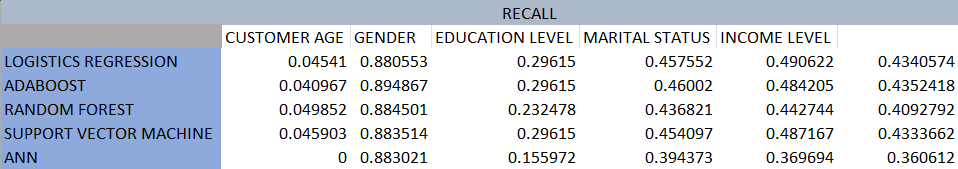 RECALL
CUSTOMER AGE GENDER EDUCATION LEVEL MARITAL STATUS INCOME LEVEL
LOGISTICS REGRESSION 0.04541 0.880553 0.29615 0.457552 0.490622 0.4340574
ADABOOST 0.040967 0.894867 0.29615 0.46002 0.484205 0.4352418
RANDOM FOREST 0.049852 0.884501 0.232478 0.436821 0.442744 0.4092792
SUPPORT VECTOR MACHINE 0.045903 0.883514 0.29615 0.454097 0.487167 0.4333662
ANN 0 0.883021 0.155972 0.394373 0.369694 0.360612